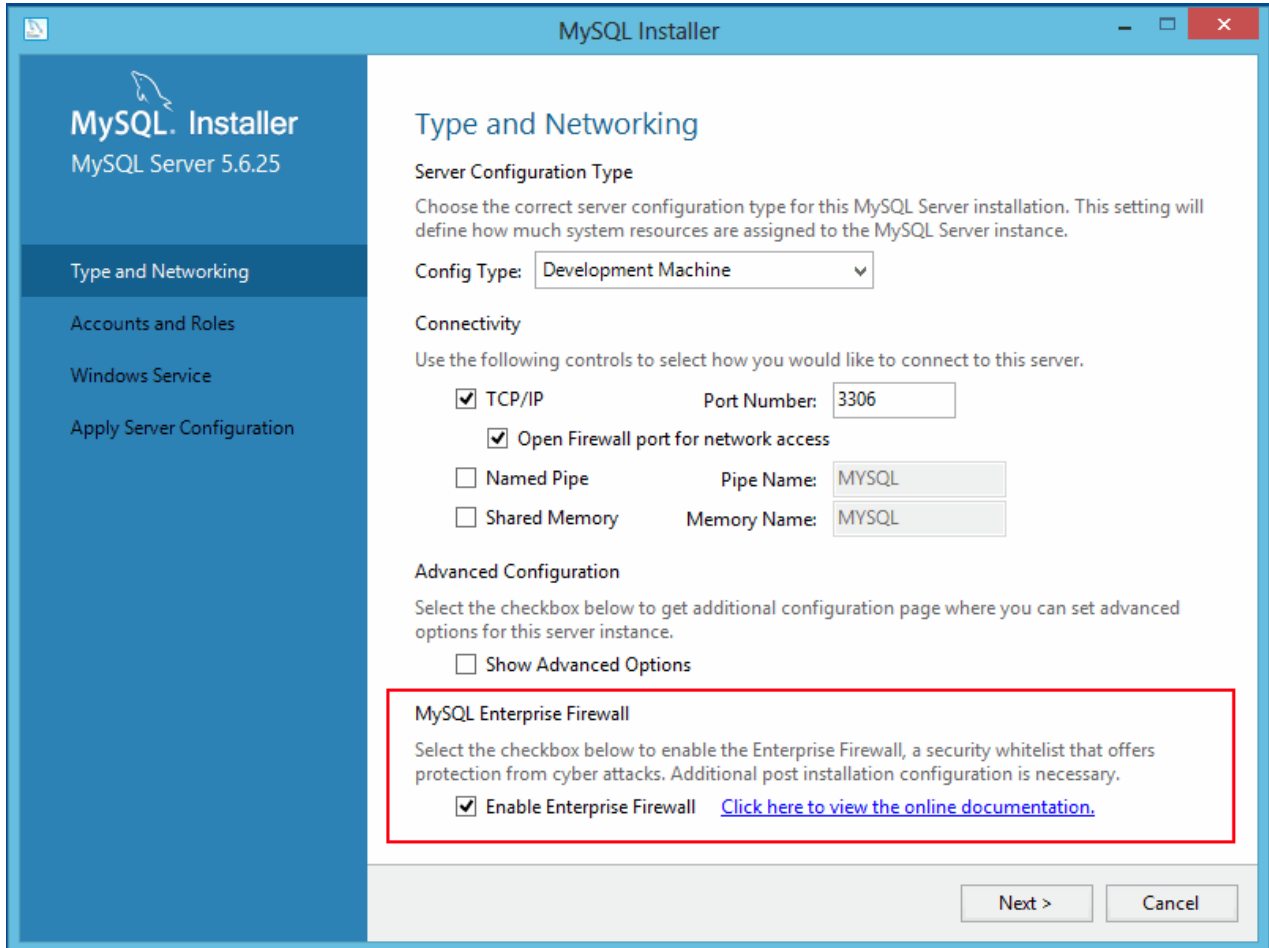 MySQL Installer
MySQL. Installer
MySQL Server 5.6.25
Type and Networking
Accounts and Roles
Windows Service
Apply Server Configuration
Type and Networking
Server Configuration Type
Choose the correct server configuration type for this MySQL Server installation. This setting will
define how much system resources are assigned to the MySQL Server instance.
Config Type: Development Machine
Connectivity
Use the following controls to select how you would like to connect to this server.
TCP/IP Port Number: 3306
Open Firewall port for network access
Named Pipe Pipe Name: MYSQL
Shared Memory Memory Name: MYSQL
Advanced Configuration
Select the checkbox below to get additional configuration page where you can set advanced
options for this server instance.
Show Advanced Options
MySQL Enterprise Firewall
Select the checkbox below to enable the Enterprise Firewall, a security whitelist that offers
protection from cyber attacks. Additional post installation configuration is necessary.
Enable Enterprise Firewall Click here to view the online documentation.
Next > Cancel